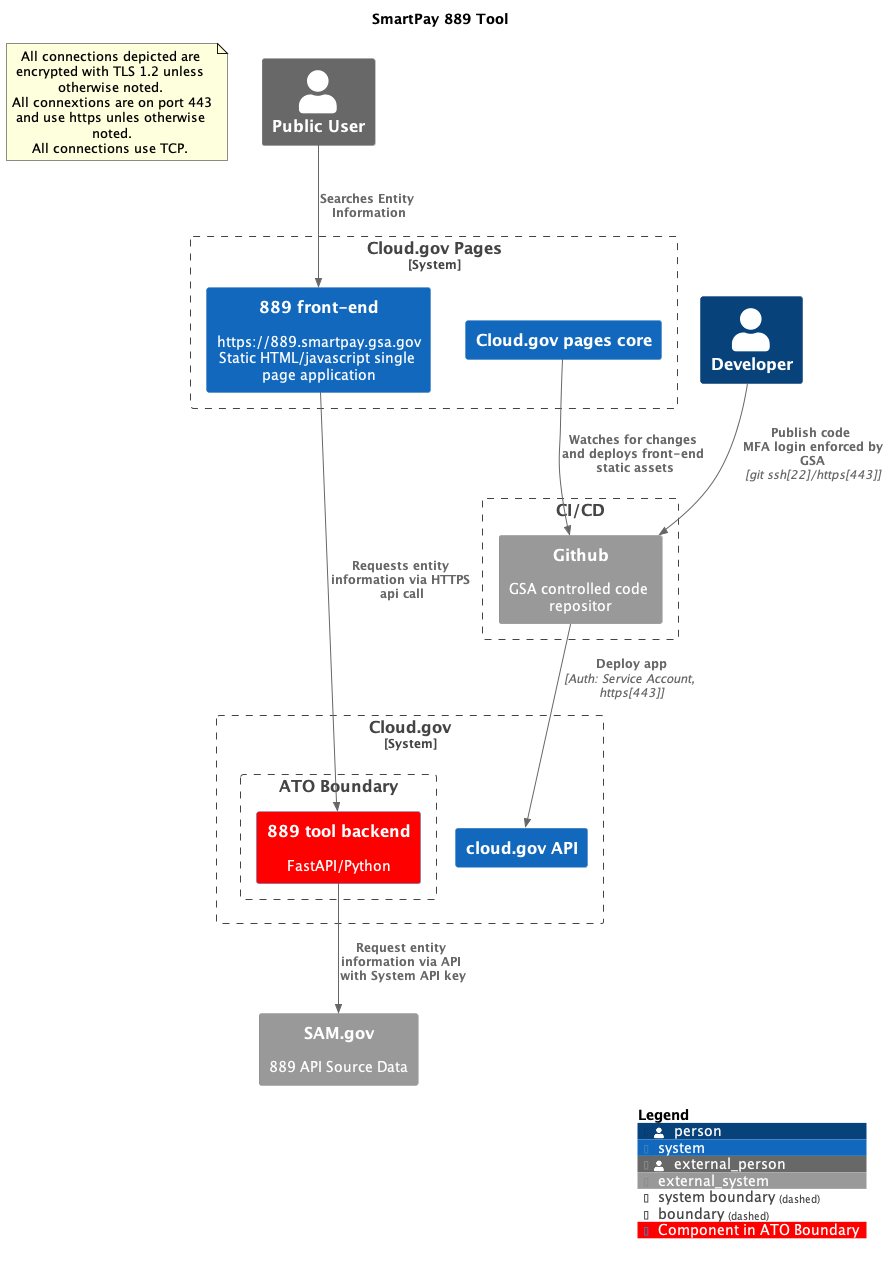 SmartPay 889 Tool
All connections depicted are
encrypted with TLS 1.2 unless
otherwise noted.
All connextions are on port 443
and use https unles otherwise
noted.
All connections use TCP.
Public User
Searches Entity
Information
Cloud.gov Pages
[System]
889 front-end
https://889.smartpay.gsa.gov
Static HTML/javascript single
page application
Cloud.gov pages core
Developer
Watches for changes
and deploys front-end
static assets
Publish code
MFA login enforced by
GSA
[git ssh[22]/https[443]]
CI/CD
Github
GSA controlled code
repositor
Requests entity
information via HTTPS
api call
Deploy app
[Auth: Service Account,
https[443]]
Cloud.gov
[System]
ATO Boundary
889 tool backend
FastAPI/Python
cloud.gov API
Request entity
information via API
with System API key
SAM.gov
889 API Source Data
Legend
person
system
external_person
external_system
system boundary (dashed)
boundary (dashed)
Component in ATO Boundary